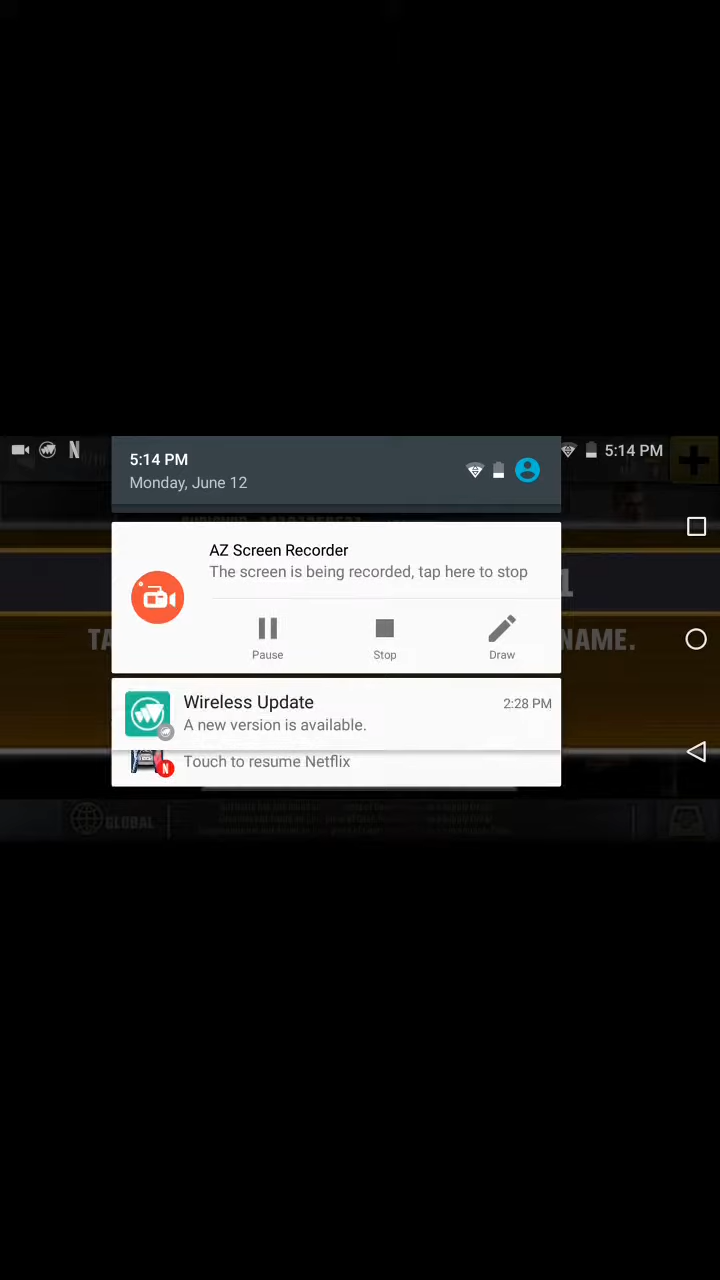 5:14 PM
Monday, June 12
5:14 PM
AZ Screen Recorder
The screen is being recorded, tap here to stop
Pause
Stop
Draw
TA
NAME.
Wireless Update
2:28 PM
A new version is available.
Touch to resume Netflix
GLOBAL